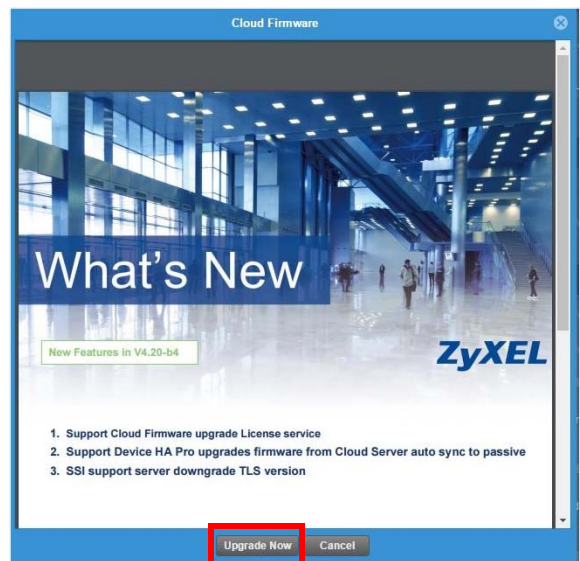 Cloud Firmware
What's New
New Features in V4.20-b4
ZyXEL
1. Support Cloud Firmware upgrade License service
2. Support Device HA Pro upgrades firmware from Cloud Server auto sync to passive
3. SSI support server downgrade TLS version
Upgrade Now Cancel